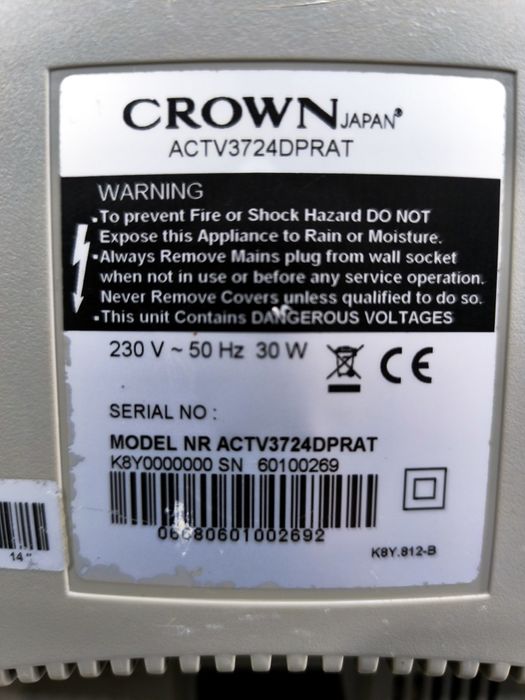 CROWN JAPAN®
ACTV3724DPRAT
WARNING
•To prevent Fire or Shock Hazard DO NOT
Expose this Appliance to Rain or Moisture.
•Always Remove Mains plug from wall socket
when not in use or before any service operation.
Never Remove Covers unless qualified to do so.
•This unit Contains DANGEROUS VOLTAGES
230 V ~ 50 Hz 30 W
CE
SERIAL NO :
MODEL NR ACTV3724DPRAT
K8Y0000000 SN 60100269
06080601002692
K8Y.812-B
14"